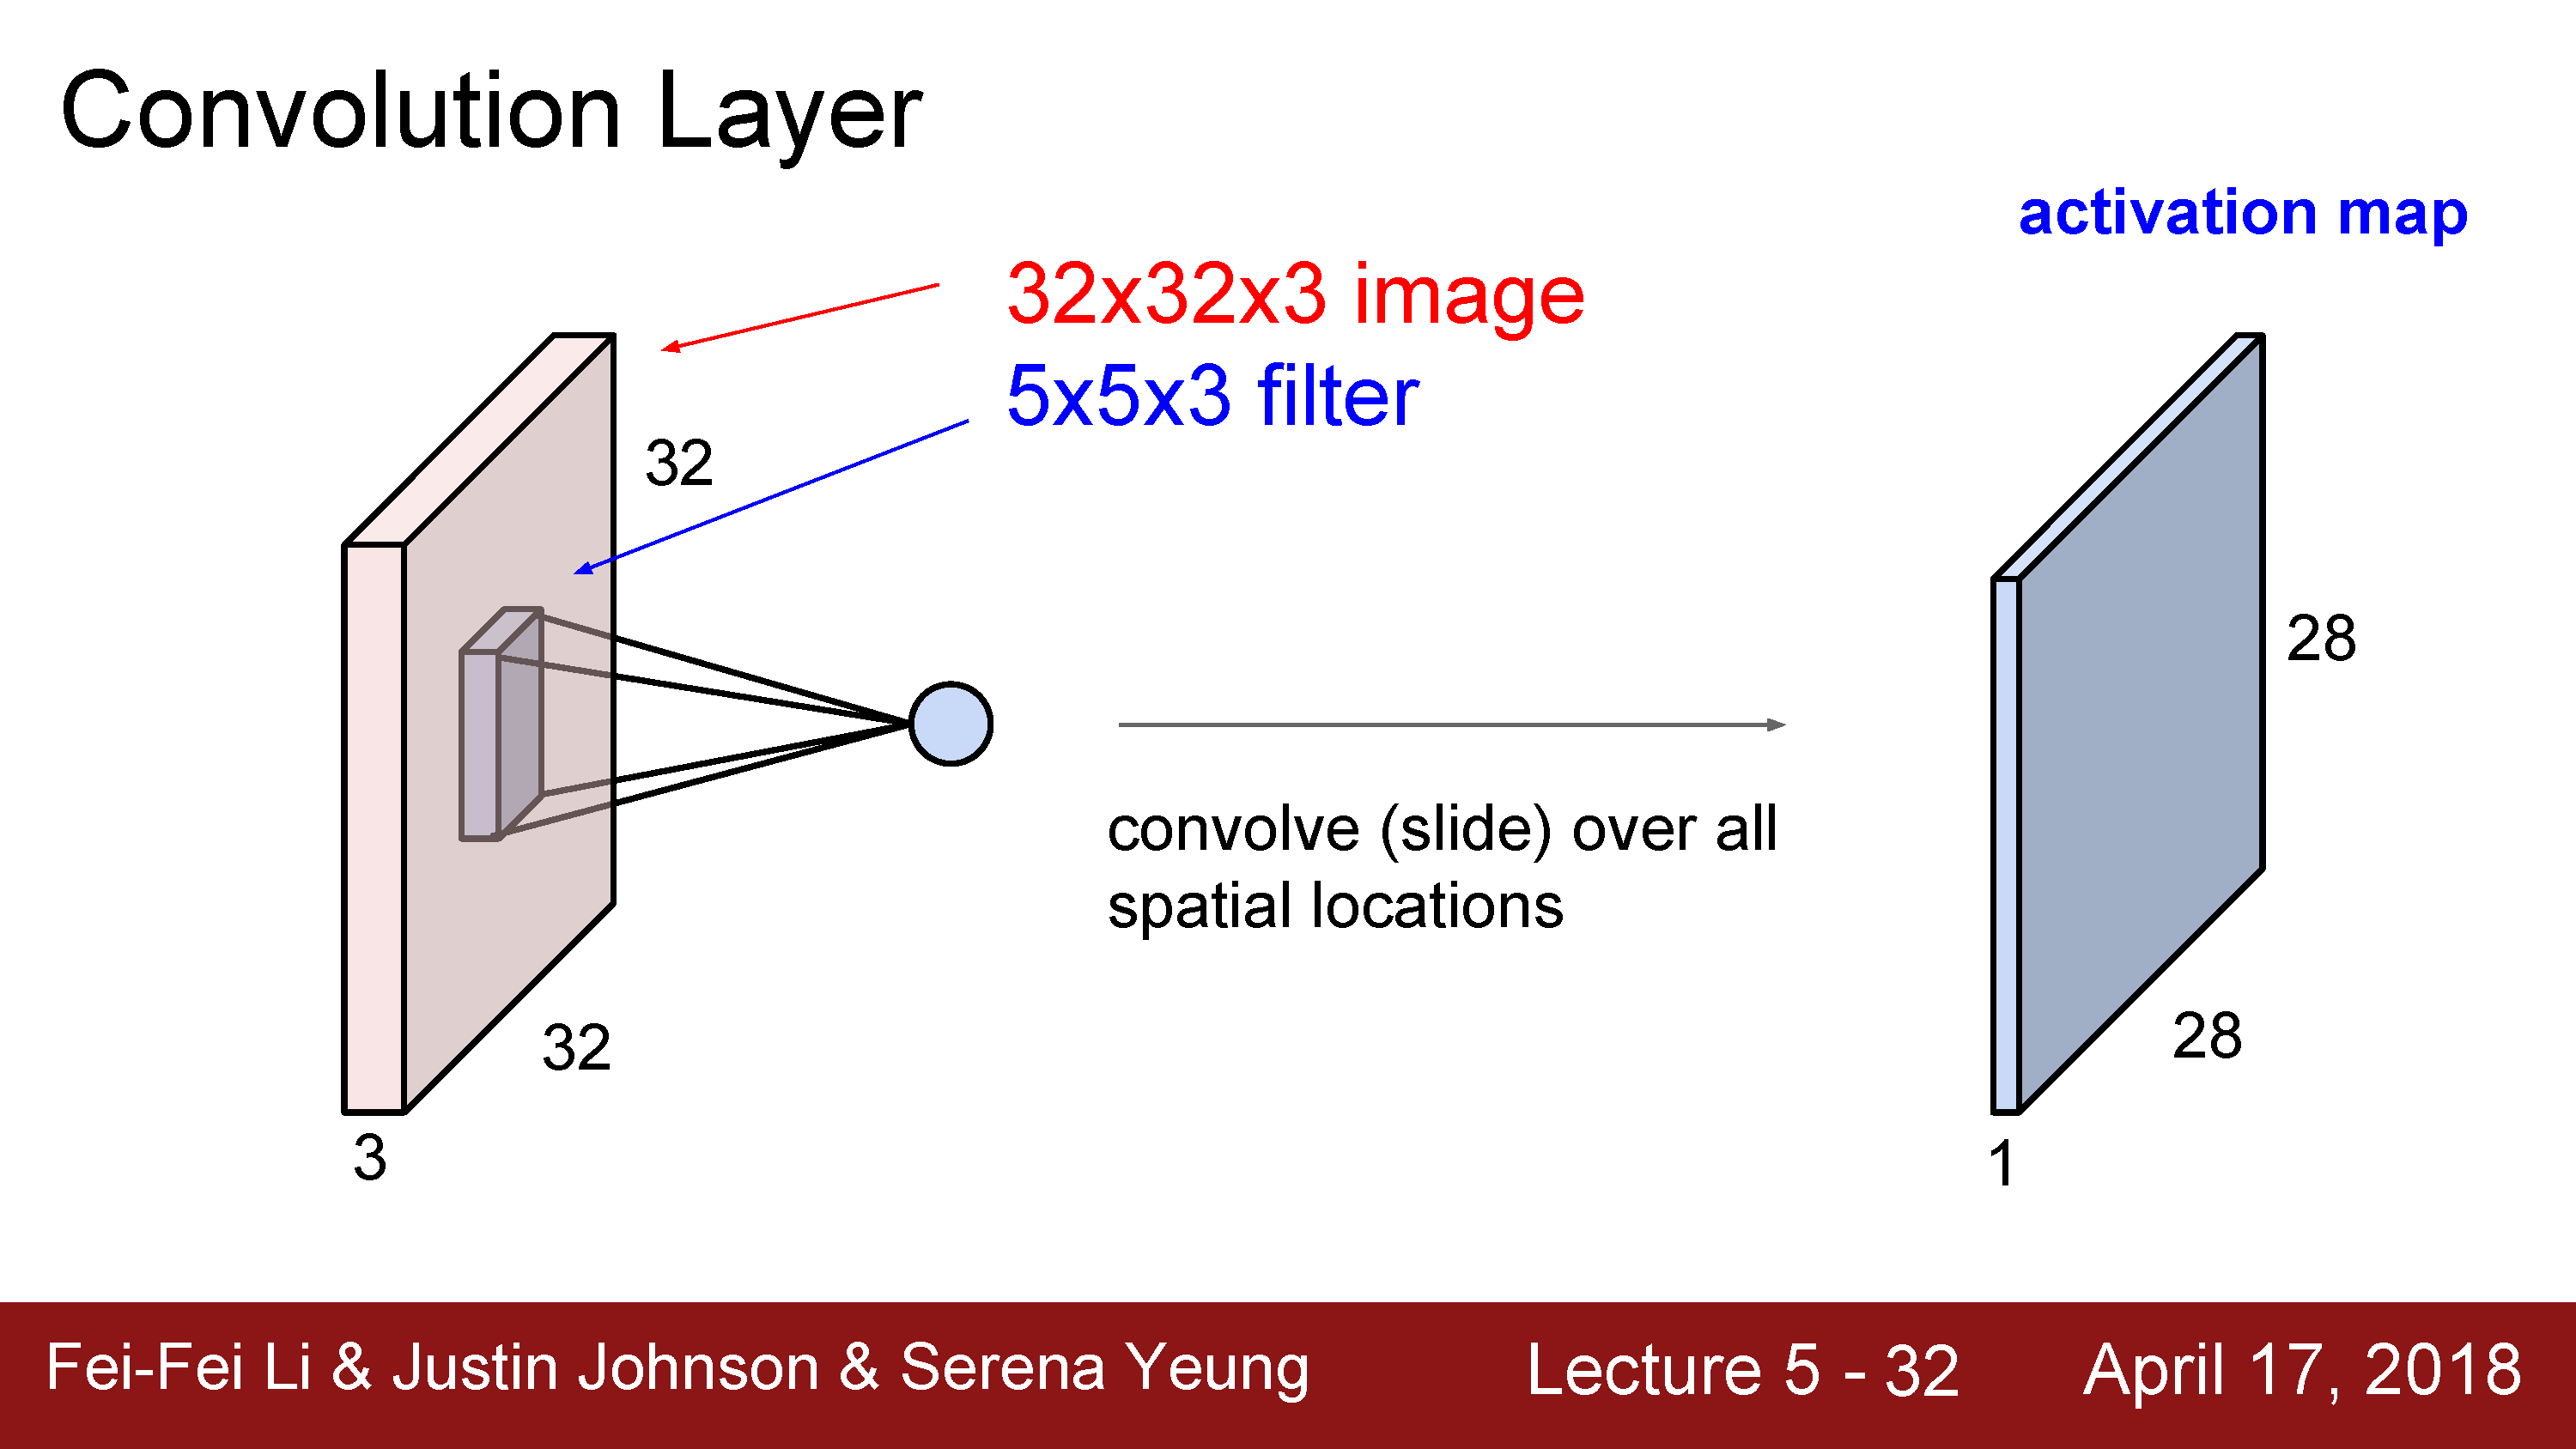 Convolution Layer
activation map
32x32x3 image
5x5x3 filter
32
28
convolve (slide) over all
spatial locations
32
28
3
1
Fei-Fei Li & Justin Johnson & Serena Yeung
Lecture 5 - 32
April 17, 2018